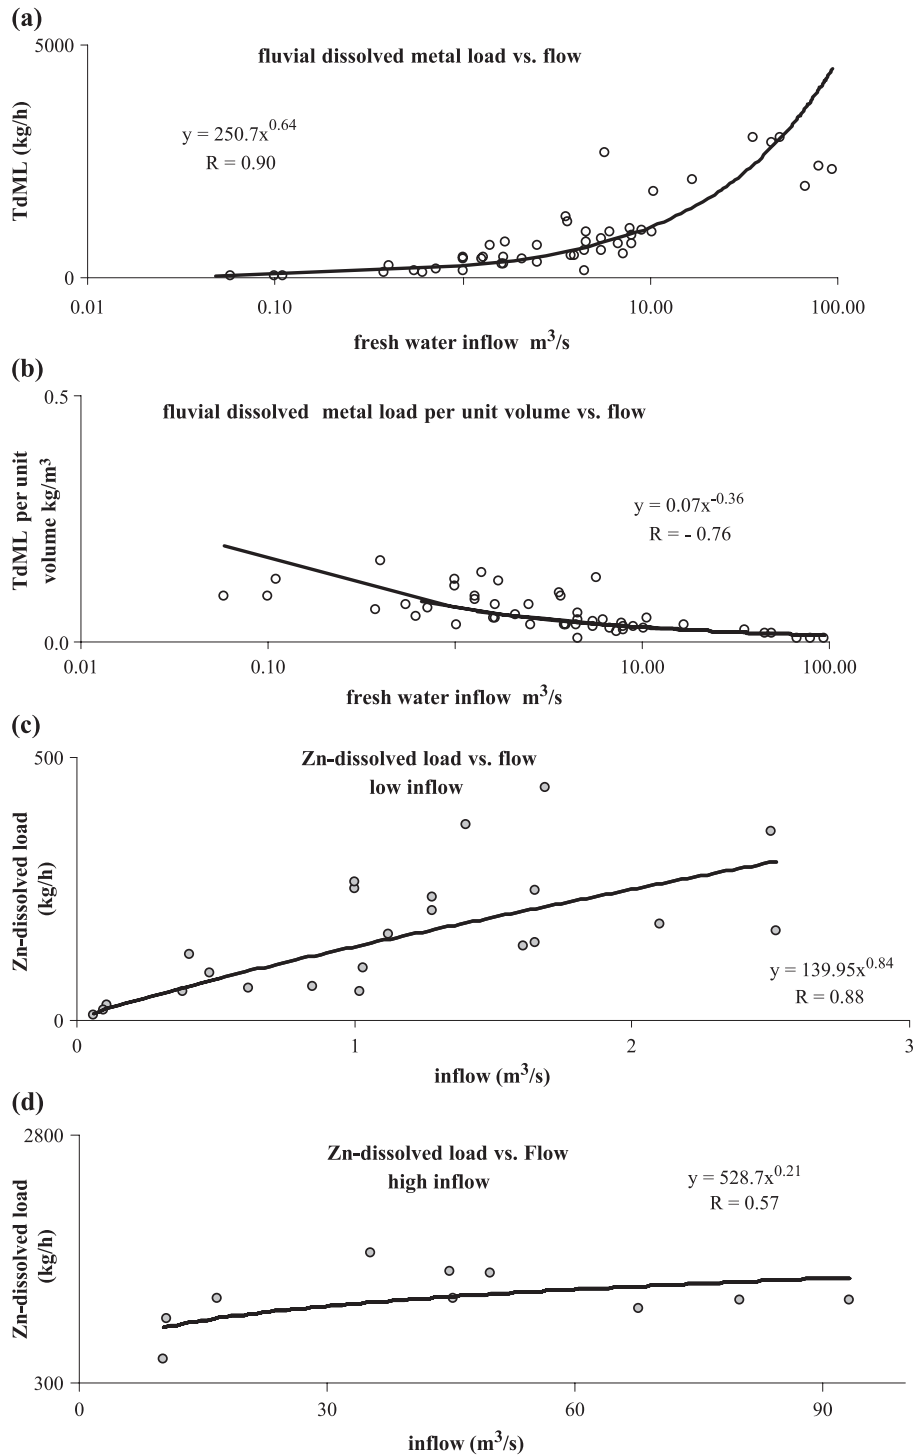 (a)
fluvial dissolved metal load vs. flow
5000
TdML (kg/h)
y = 250.7x^0.64
R = 0.90
0
0.01 0.10 10.00 100.00
fresh water inflow m³/s
(b)
0.5
fluvial dissolved metal load per unit volume vs. flow
TdML per unit
volume kg/m³
y = 0.07x^-0.36
R = - 0.76
0.0
0.01 0.10 10.00 100.00
fresh water inflow m³/s
(c)
500
Zn-dissolved load vs. flow
low inflow
Zn-dissolved load
(kg/h)
y = 139.95x^0.84
R = 0.88
0
0 1 2 3
inflow (m³/s)
(d)
2800
Zn-dissolved load vs. Flow
high inflow
Zn-dissolved load
(kg/h)
y = 528.7x^0.21
R = 0.57
300
0 30 60 90
inflow (m³/s)